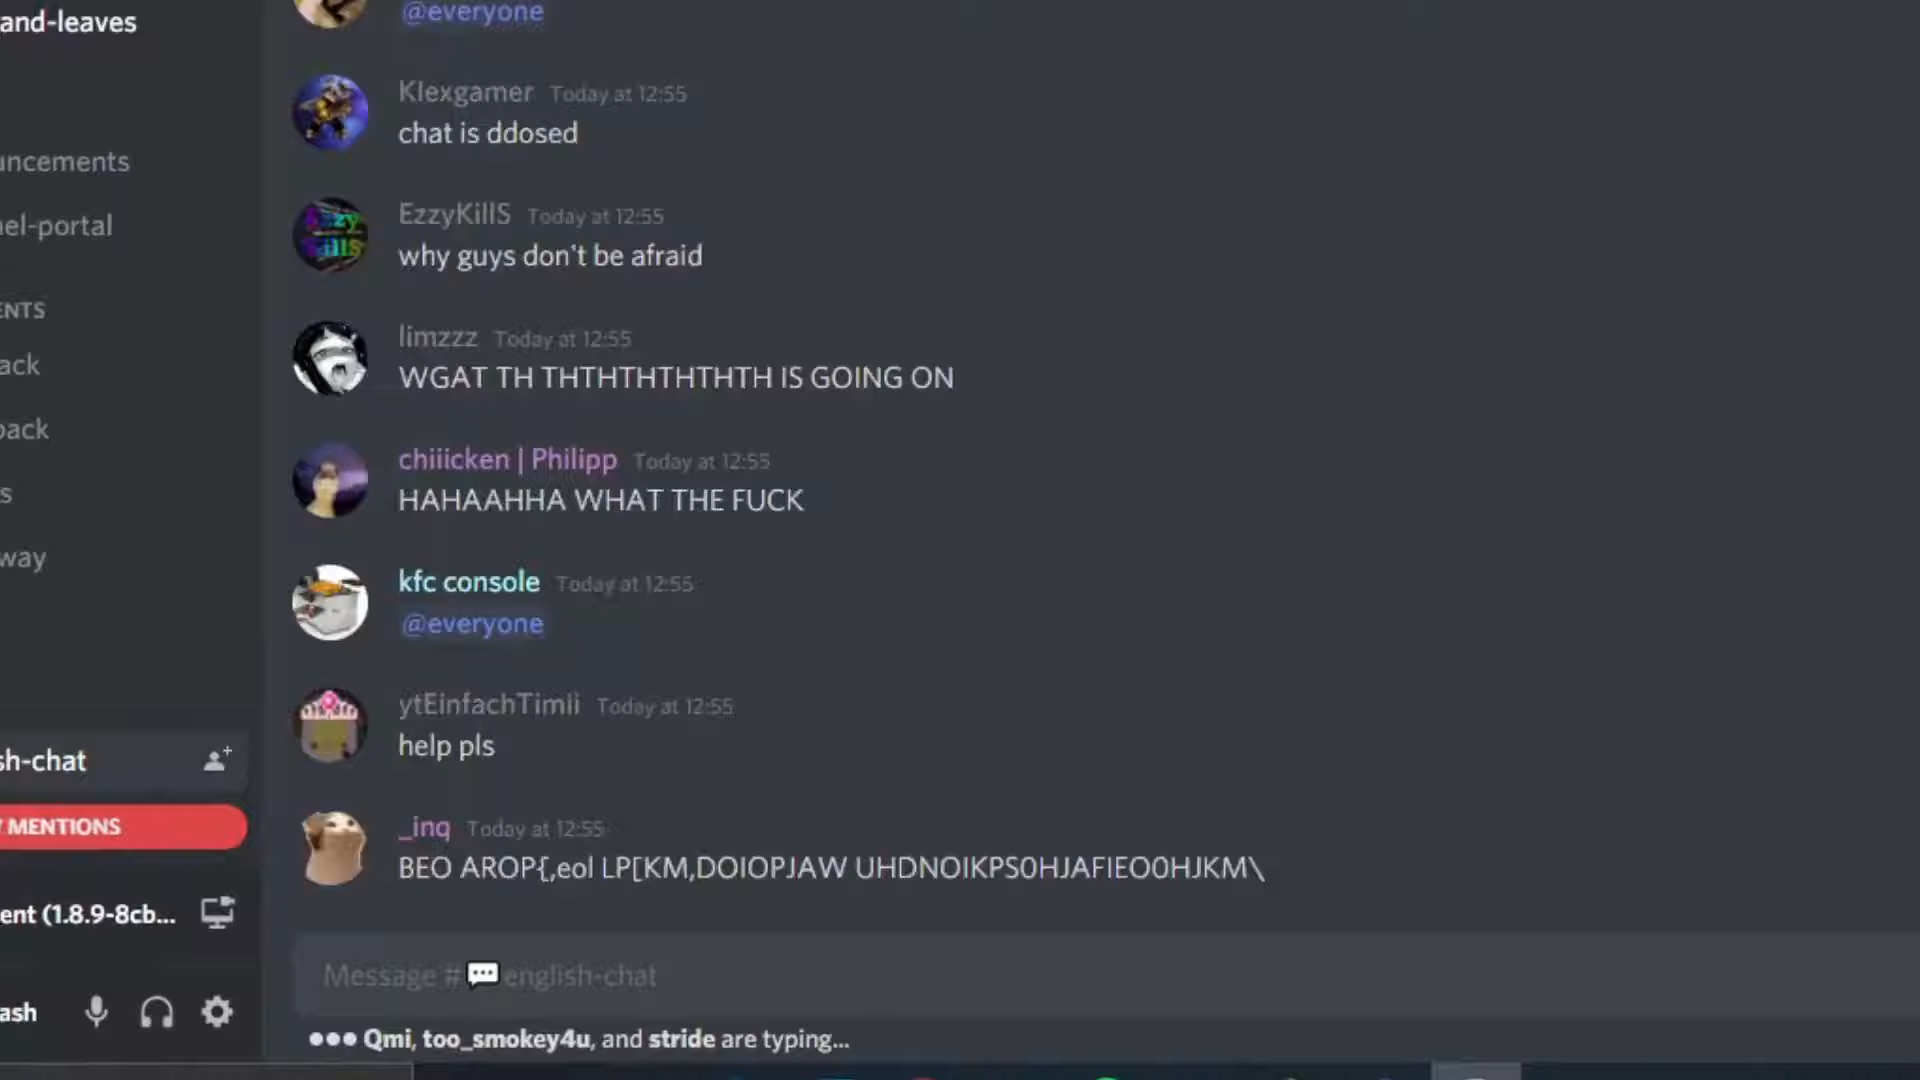 and-leaves
uncements
el-portal
ENTS
ack
back
s
way
sh-chat
MENTIONS
ent (1.8.9-8cb...
ash
@everyone
Klexgamer Today at 12:55
chat is ddosed
Ezzy
Kills
EzzyKillS Today at 12:55
why guys don't be afraid
limzzz Today at 12:55
WGAT TH THTHTHTHTHTH IS GOING ON
chiiicken | Philipp Today at 12:55
HAHAAHHA WHAT THE FUCK
kfc console Today at 12:55
@everyone
ytEinfachTimii Today at 12:55
help pls
_inq Today at 12:55
BEO AROP{,eol LP[KM,DOIOPJAW UHDNOIKPS0HJAFIEO0HJKM\
Message #💬english-chat
Qmi, too_smokey4u, and stride are typing...